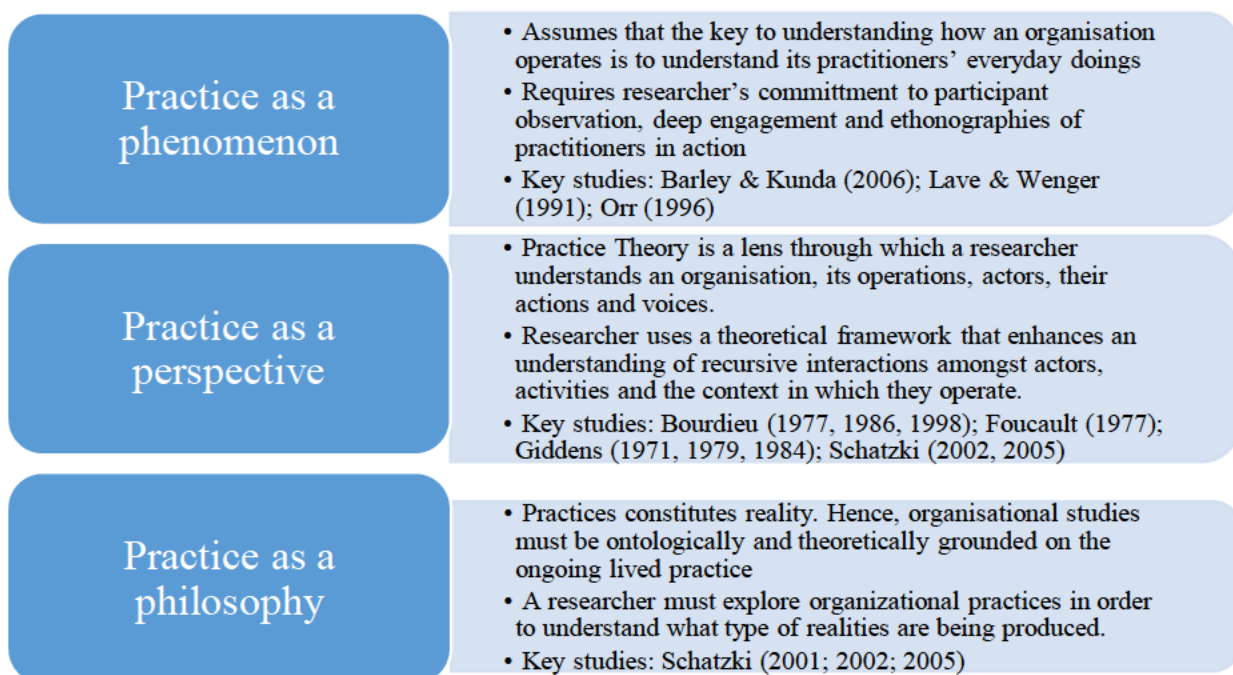 Practice as a
phenomenon
• Assumes that the key to understanding how an organisation
operates is to understand its practitioners’ everyday doings
• Requires researcher’s committment to participant
observation, deep engagement and ethonographies of
practitioners in action
• Key studies: Barley & Kunda (2006); Lave & Wenger
(1991); Orr (1996)
Practice as a
perspective
• Practice Theory is a lens through which a researcher
understands an organisation, its operations, actors, their
actions and voices.
• Researcher uses a theoretical framework that enhances an
understanding of recursive interactions amongst actors,
activities and the context in which they operate.
• Key studies: Bourdieu (1977, 1986, 1998); Foucault (1977);
Giddens (1971, 1979, 1984); Schatzki (2002, 2005)
Practice as a
philosophy
• Practices constitutes reality. Hence, organisational studies
must be ontologically and theoretically grounded on the
ongoing lived practice
• A researcher must explore organizational practices in order
to understand what type of realities are being produced.
• Key studies: Schatzki (2001; 2002; 2005)